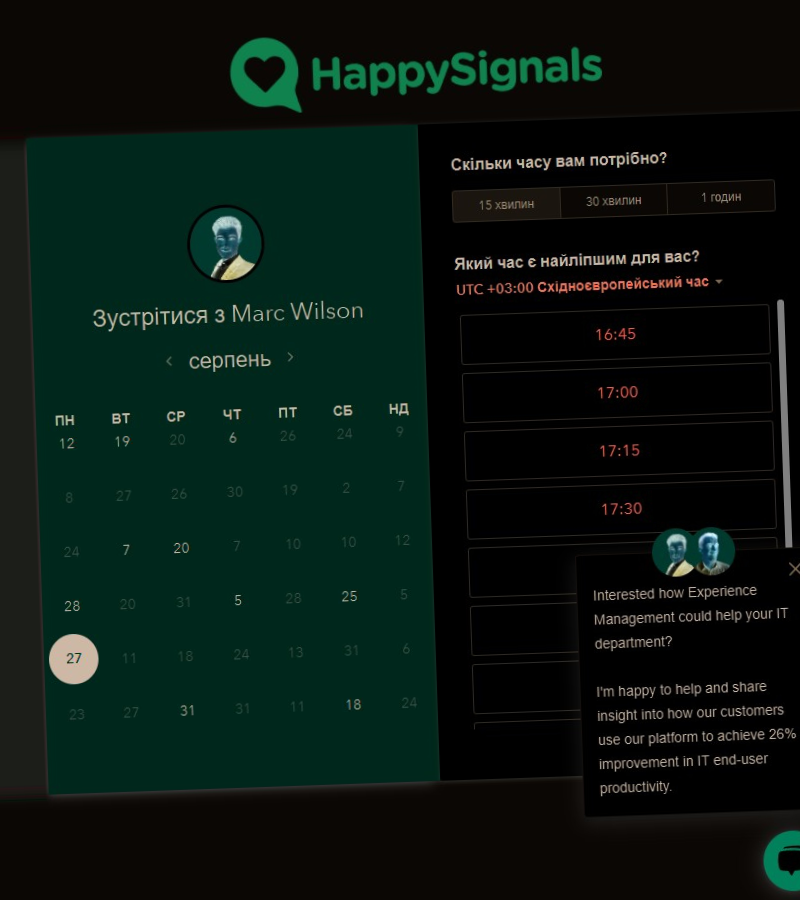 HappySignals
Зустрітися з Marc Wilson
серпень
ПН ВТ СР ЧТ ПТ СБ НД
12 19 20 6 26 24 9
8 27 26 30 19 2 7
24 7 20 7 10 10 12
28 20 31 5 28 25 5
27 11 18 24 13 31 6
23 27 31 31 11 18 24
Скільки часу вам потрібно?
15 хвилин 30 хвилин 1 годин
Який час є найліпшим для вас?
UTC +03:00 Східноєвропейський час
16:45
17:00
17:15
17:30
Interested how Experience
Management could help your IT
department?
I'm happy to help and share
insight into how our customers
use our platform to achieve 26%
improvement in IT end-user
productivity.